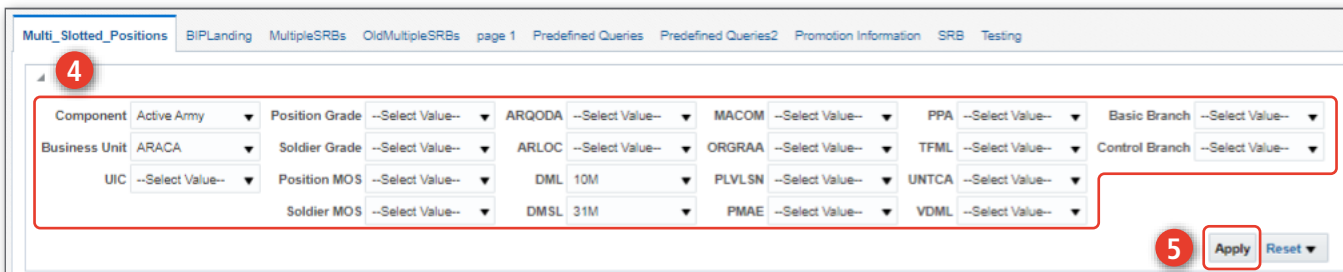 Multi_Slotted_Positions BIPLanding MultipleSRBs OldMultipleSRBs page 1 Predefined Queries Predefined Queries2 Promotion Information SRB Testing
4
Component Active Army Position Grade --Select Value-- ARQODA --Select Value-- MACOM --Select Value-- PPA --Select Value-- Basic Branch --Select Value--
Business Unit ARACA Soldier Grade --Select Value-- ARLOC --Select Value-- ORGRAA --Select Value-- TFML --Select Value-- Control Branch --Select Value--
UIC --Select Value-- Position MOS --Select Value-- DML 10M PLVLSN --Select Value-- UNTCA --Select Value--
Soldier MOS --Select Value-- DMSL 31M PMAE --Select Value-- VDML --Select Value--
5 Apply Reset